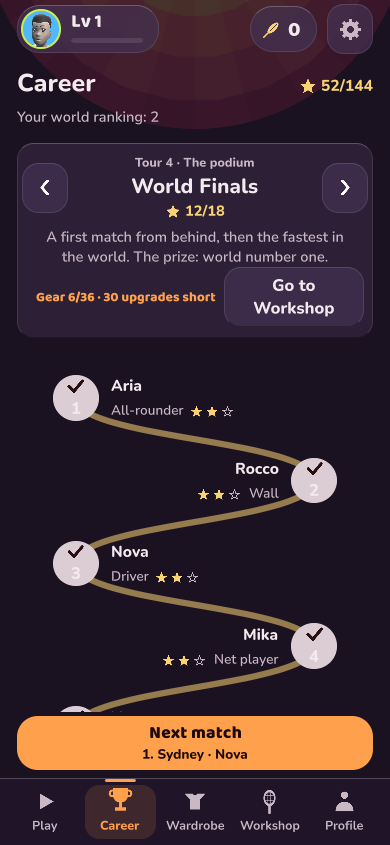 Lv 1
0
Career
52/144
Your world ranking: 2
Tour 4 · The podium
World Finals
12/18
A first match from behind, then the fastest in
the world. The prize: world number one.
Gear 6/36 · 30 upgrades short
Go to
Workshop
Aria
1
All-rounder
Rocco
2
Wall
Nova
3
Driver
Mika
4
Net player
Next match
1. Sydney · Nova
Play
Career
Wardrobe
Workshop
Profile